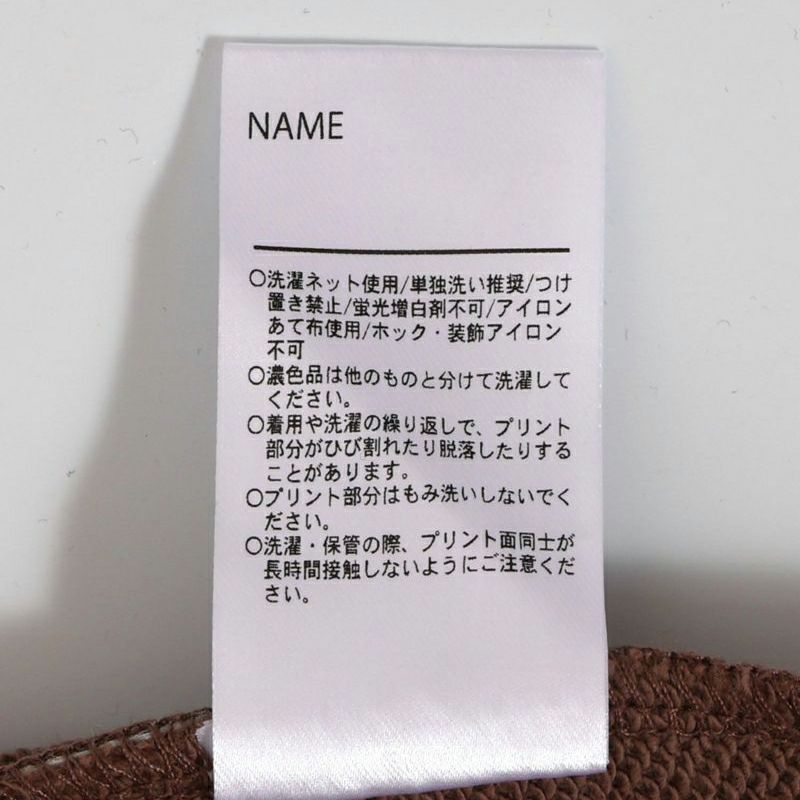 NAME
○洗濯ネット使用/単独洗い推奨/つけ
置き禁止/蛍光増白剤不可/アイロン
あて布使用/ホック・装飾アイロン
不可
○濃色品は他のものと分けて洗濯して
ください。
○着用や洗濯の繰り返しで、プリント
部分がひび割れたり脱落したりする
ことがあります。
○プリント部分はもみ洗いしないでく
ださい。
○洗濯・保管の際、プリント面同士が
長時間接触しないようにご注意くだ
さい。